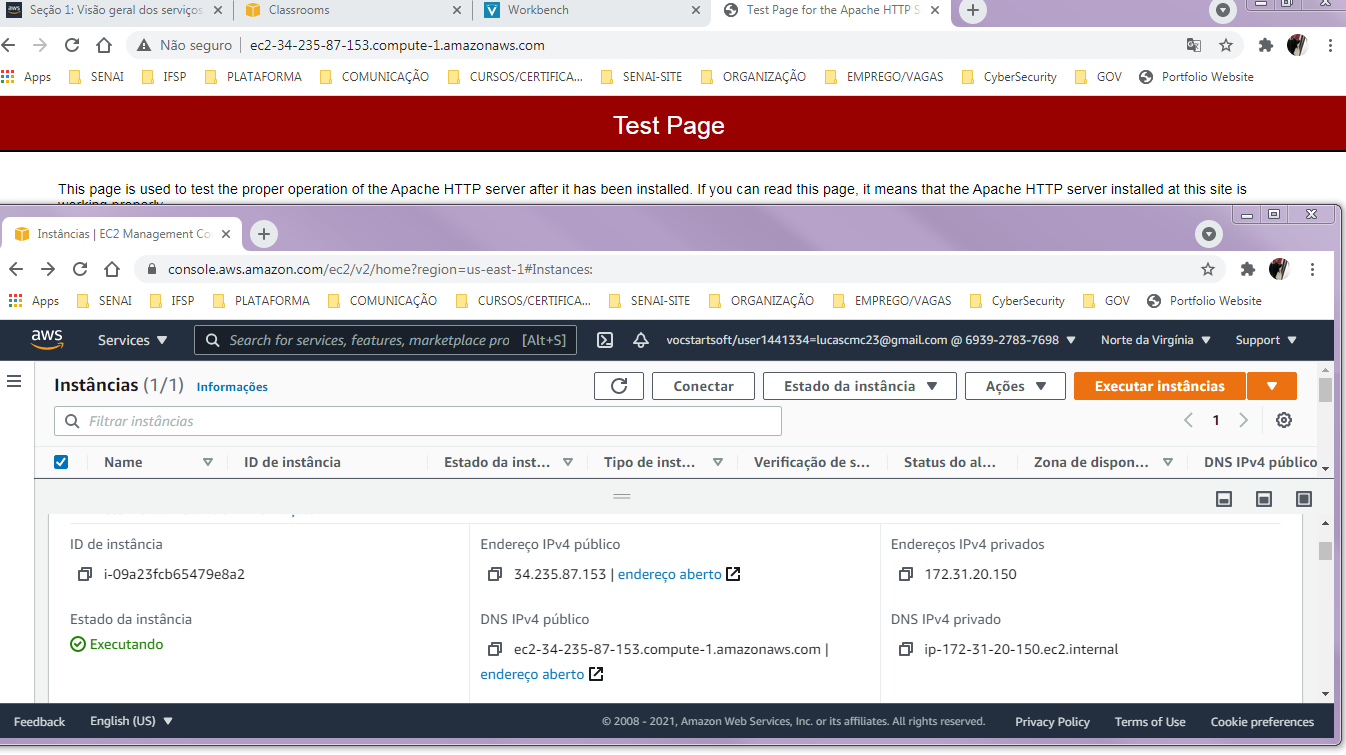 aws Seção 1: Visão geral dos serviços
Classrooms
Workbench
Test Page for the Apache HTTP S
Não seguro | ec2-34-235-87-153.compute-1.amazonaws.com
Apps SENAI IFSP PLATAFORMA COMUNICAÇÃO CURSOS/CERTIFICA... SENAI-SITE ORGANIZAÇÃO EMPREGO/VAGAS CyberSecurity GOV Portfolio Website
Test Page
This page is used to test the proper operation of the Apache HTTP server after it has been installed. If you can read this page, it means that the Apache HTTP server installed at this site is
working properly
Instâncias | EC2 Management Co
console.aws.amazon.com/ec2/v2/home?region=us-east-1#Instances:
Apps SENAI IFSP PLATAFORMA COMUNICAÇÃO CURSOS/CERTIFICA... SENAI-SITE ORGANIZAÇÃO EMPREGO/VAGAS CyberSecurity GOV Portfolio Website
aws Services Search for services, features, marketplace pro [Alt+S] vocstartsoft/user1441334=lucascmc23@gmail.com @ 6939-2783-7698 Norte da Virgínia Support
Instâncias (1/1) Informações Conectar Estado da instância Ações Executar instâncias
Filtrar instâncias 1
Name ID de instância Estado da inst... Tipo de inst... Verificação de s... Status do al... Zona de dispon... DNS IPv4 público
ID de instância Endereço IPv4 público Endereços IPv4 privados
i-09a23fcb65479e8a2 34.235.87.153 | endereço aberto 172.31.20.150
Estado da instância DNS IPv4 público DNS IPv4 privado
Executando ec2-34-235-87-153.compute-1.amazonaws.com | ip-172-31-20-150.ec2.internal
endereço aberto
Feedback English (US) © 2008 - 2021, Amazon Web Services, Inc. or its affiliates. All rights reserved. Privacy Policy Terms of Use Cookie preferences